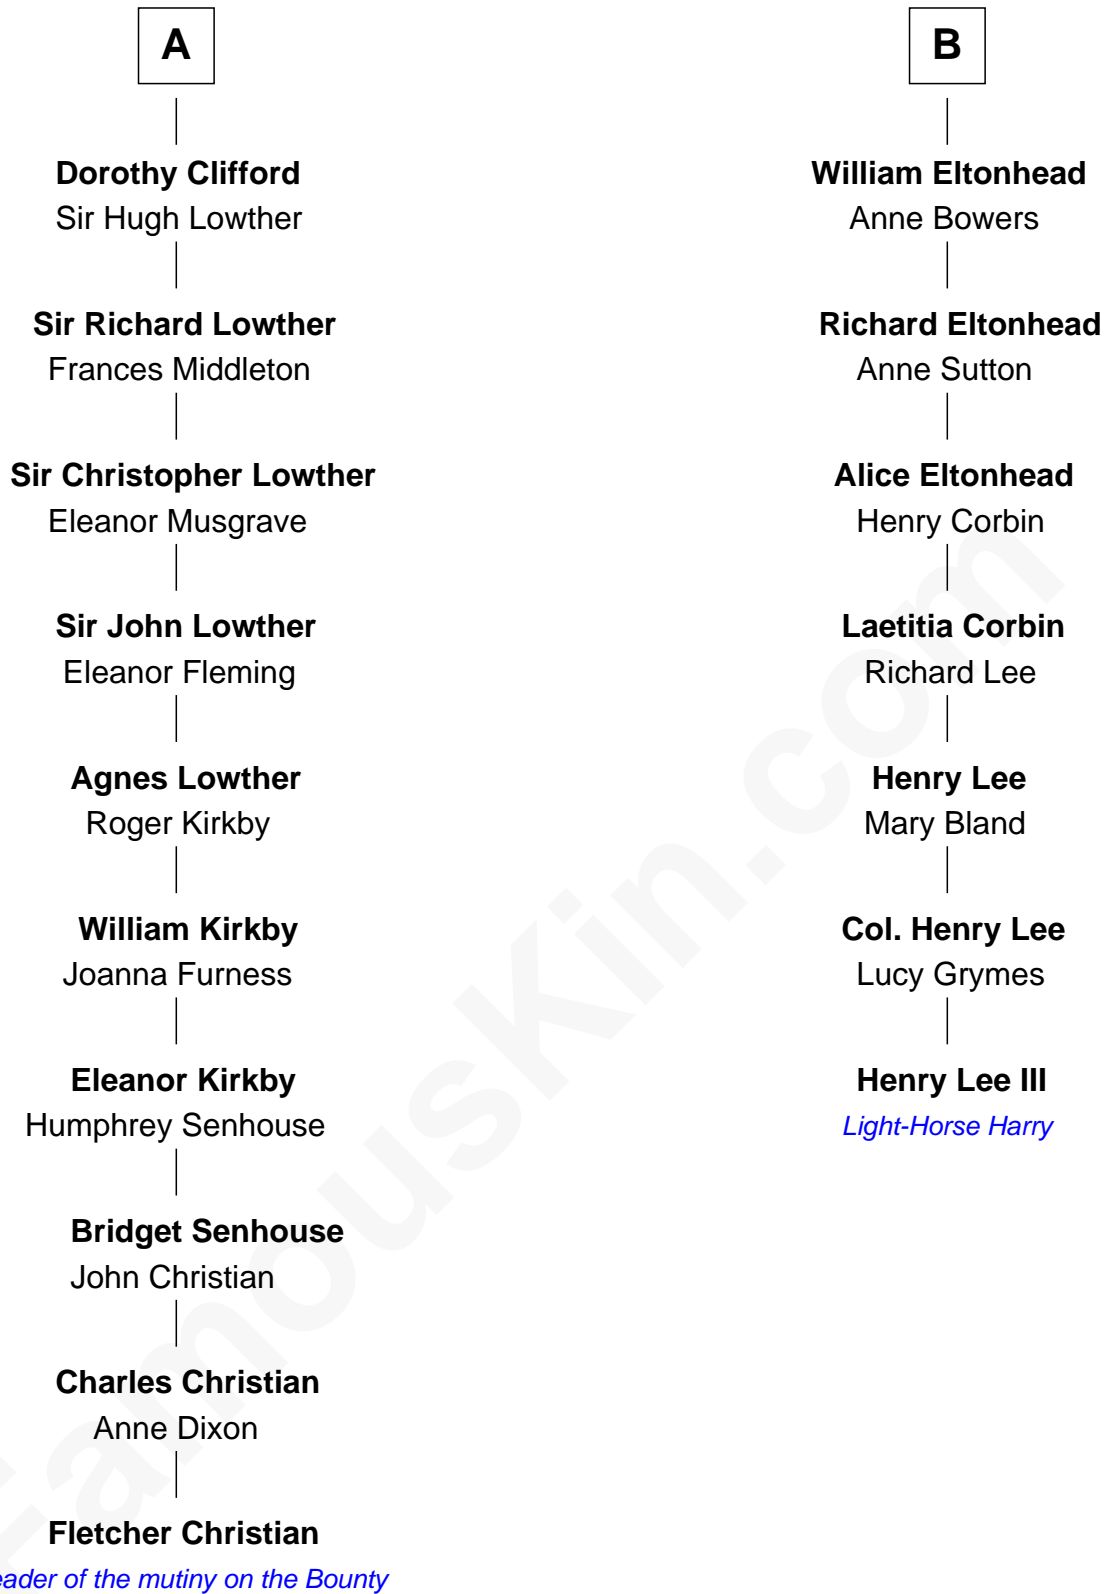 A
Dorothy Clifford
Sir Hugh Lowther
Sir Richard Lowther
Frances Middleton
Sir Christopher Lowther
Eleanor Musgrave
Sir John Lowther
Eleanor Fleming
Agnes Lowther
Roger Kirkby
William Kirkby
Joanna Furness
Eleanor Kirkby
Humphrey Senhouse
Bridget Senhouse
John Christian
Charles Christian
Anne Dixon
Fletcher Christian
eader of the mutiny on the Bounty
B
William Eltonhead
Anne Bowers
Richard Eltonhead
Anne Sutton
Alice Eltonhead
Henry Corbin
Laetitia Corbin
Richard Lee
Henry Lee
Mary Bland
Col. Henry Lee
Lucy Grymes
Henry Lee III
Light-Horse Harry
FamousKin.com